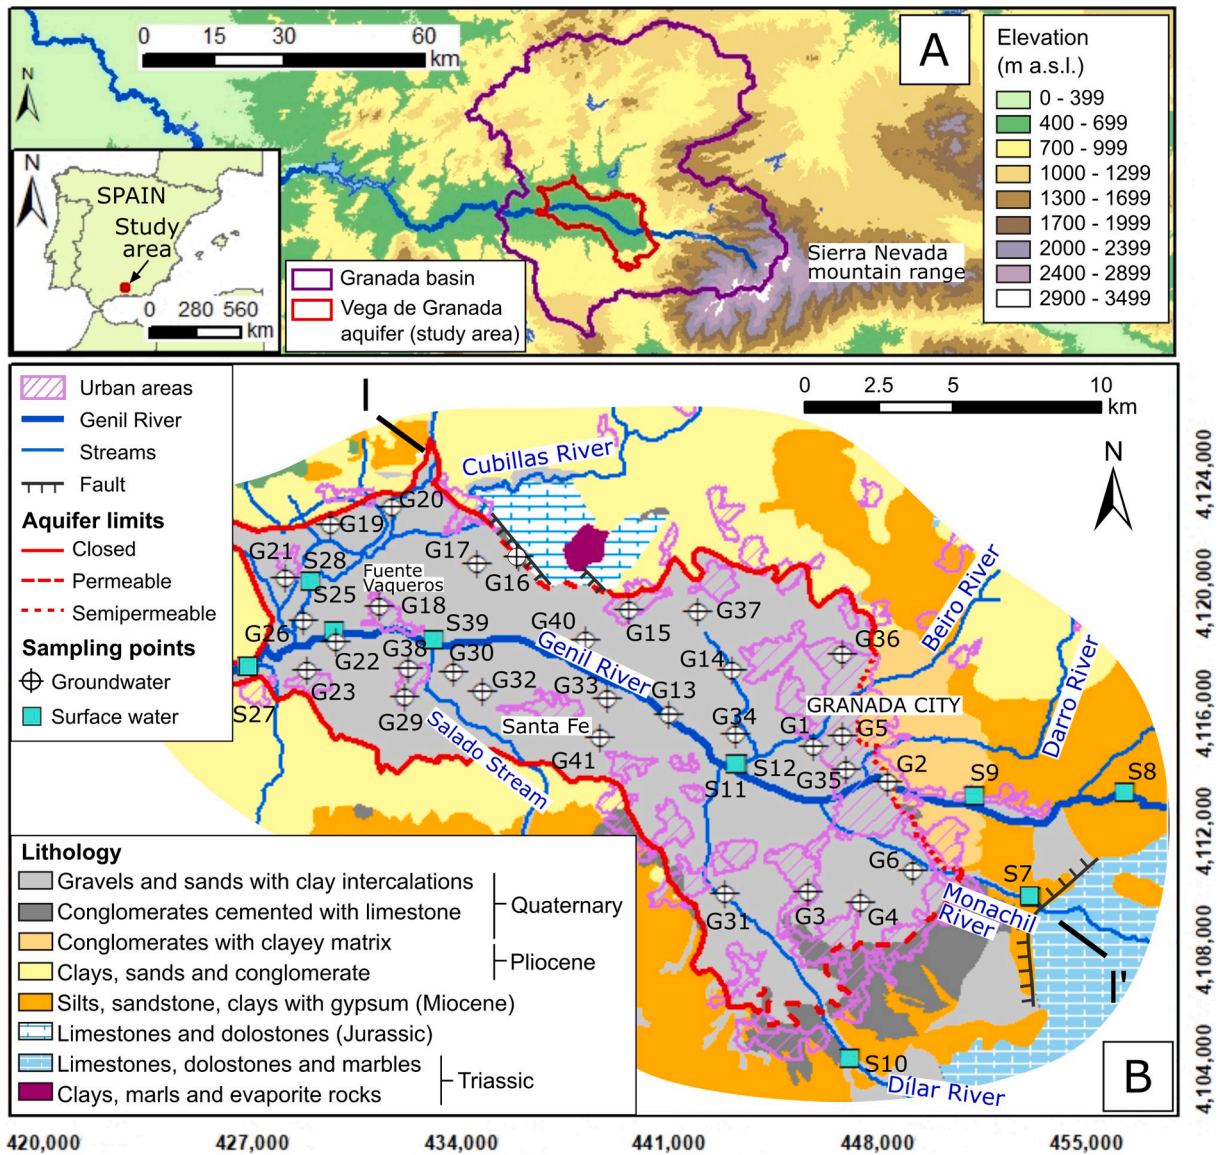 0 15 30 60
km
A
Elevation
(m a.s.l.)
0 - 399
400 - 699
700 - 999
1000 - 1299
1300 - 1699
1700 - 1999
2000 - 2399
2400 - 2899
2900 - 3499
N
N
SPAIN
Study
area
0 280 560
km
Granada basin
Vega de Granada
aquifer (study area)
Sierra Nevada
mountain range
Urban areas
Genil River
Streams
Fault
Aquifer limits
Closed
Permeable
Semipermeable
Sampling points
Groundwater
Surface water
I
0 2.5 5 10
km
N
Cubillas River
G20
G19
G21
S28
G17
G16
Fuente
Vaqueros
S25
G18
G26
S39
G40
G15
G37
G36
Beiro River
G22
G38
G30
Genil River
G14
Darro River
G23
G32
G33
G13
S27
G29
Salado Stream
Santa Fe
G34
G1
GRANADA CITY
G5
G41
S11
S12
G35
G2
S9
S8
G6
S7
G31
G3
G4
Monachil
River
I'
S10
Dílar River
B
Lithology
Gravels and sands with clay intercalations
Conglomerates cemented with limestone
Quaternary
Conglomerates with clayey matrix
Clays, sands and conglomerate
Pliocene
Silts, sandstone, clays with gypsum (Miocene)
Limestones and dolostones (Jurassic)
Limestones, dolostones and marbles
Clays, marls and evaporite rocks
Triassic
4,124,000
4,120,000
4,116,000
4,112,000
4,108,000
4,104,000
420,000 427,000 434,000 441,000 448,000 455,000